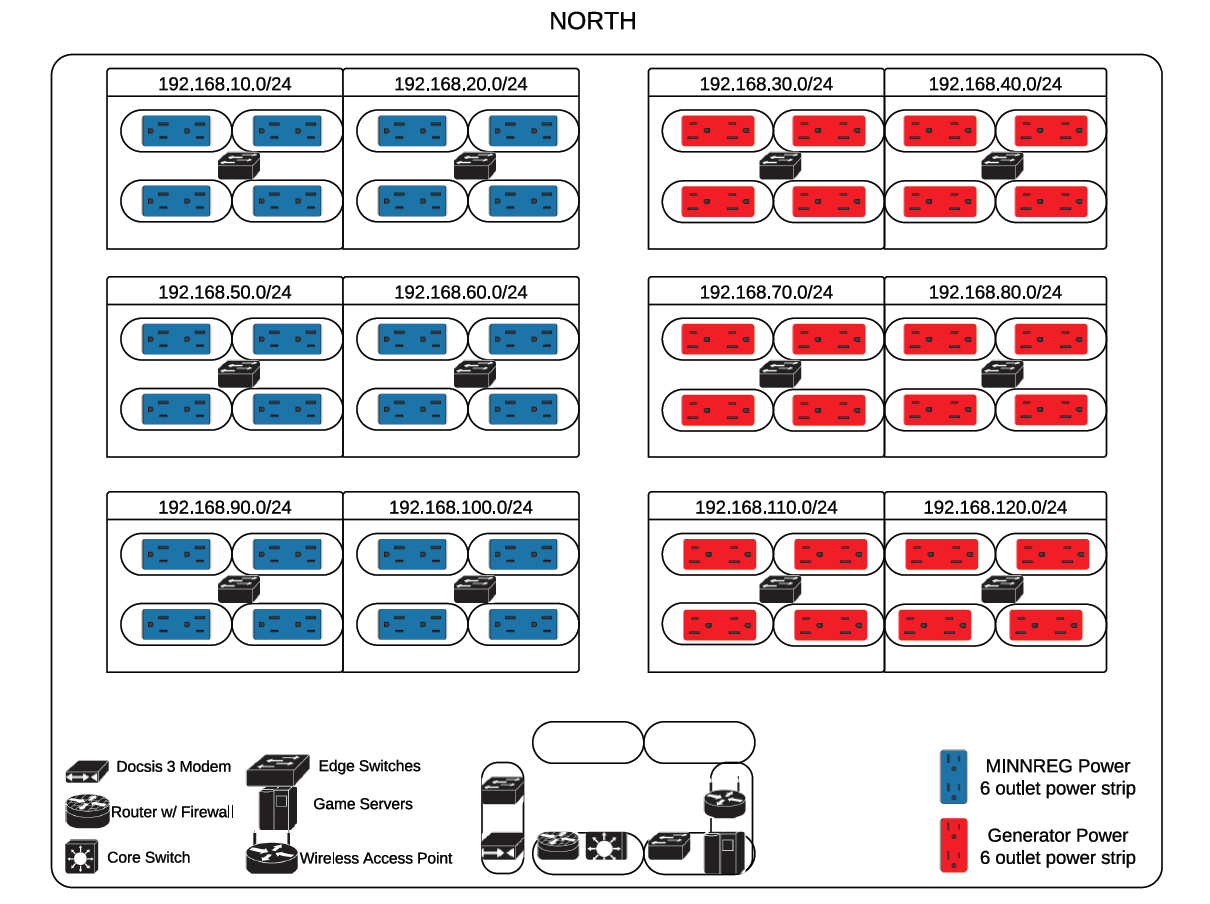 NORTH
192.168.10.0/24
192.168.20.0/24
192.168.30.0/24
192.168.40.0/24
192.168.50.0/24
192.168.60.0/24
192.168.70.0/24
192.168.80.0/24
192.168.90.0/24
192.168.100.0/24
192.168.110.0/24
192.168.120.0/24
Docsis 3 Modem
Router w/ Firewall
Core Switch
Edge Switches
Game Servers
Wireless Access Point
MINNREG Power
6 outlet power strip
Generator Power
6 outlet power strip